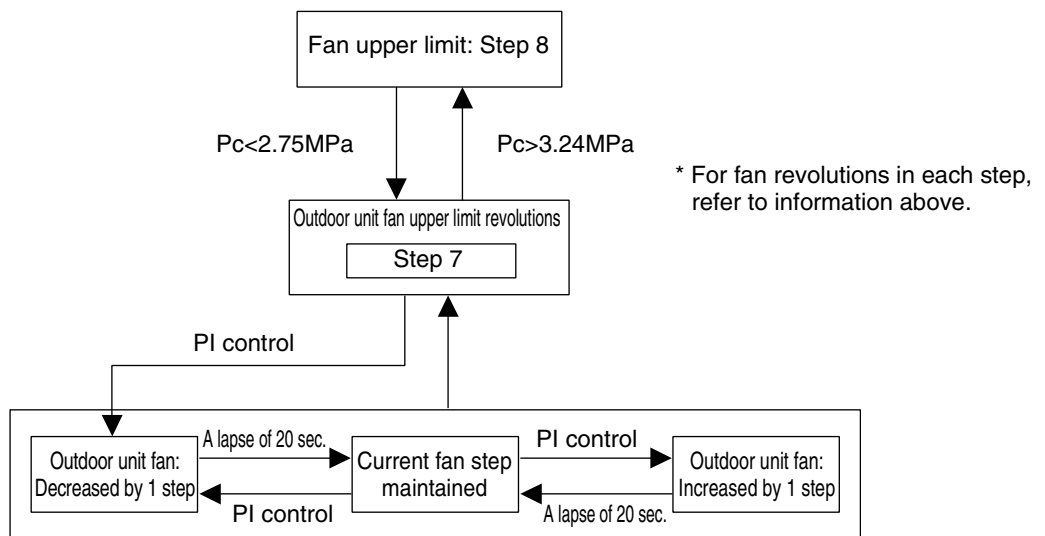 Fan upper limit: Step 8
Pc<2.75MPa
Pc>3.24MPa
* For fan revolutions in each step,
refer to information above.
Outdoor unit fan upper limit revolutions
Step 7
PI control
Outdoor unit fan:
Decreased by 1 step
A lapse of 20 sec.
PI control
Current fan step
maintained
PI control
A lapse of 20 sec.
Outdoor unit fan:
Increased by 1 step